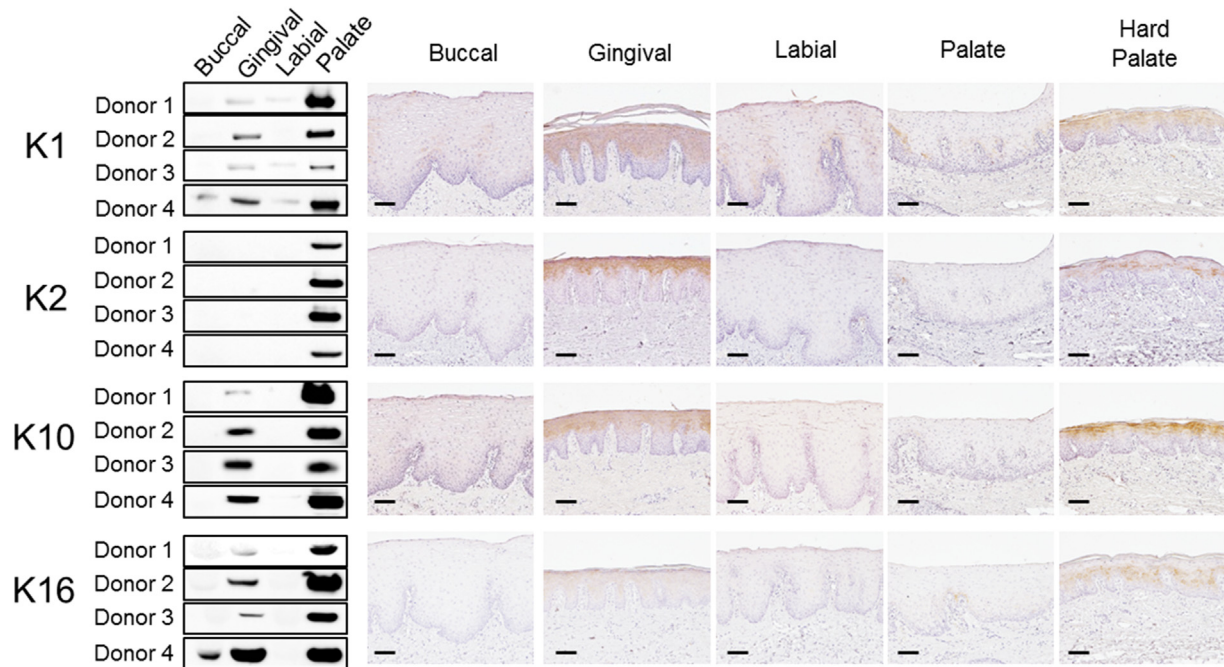 Buccal Gingival Labial Palate
Buccal Gingival Labial Palate Hard
Palate
K1
Donor 1
Donor 2
Donor 3
Donor 4
K2
Donor 1
Donor 2
Donor 3
Donor 4
K10
Donor 1
Donor 2
Donor 3
Donor 4
K16
Donor 1
Donor 2
Donor 3
Donor 4